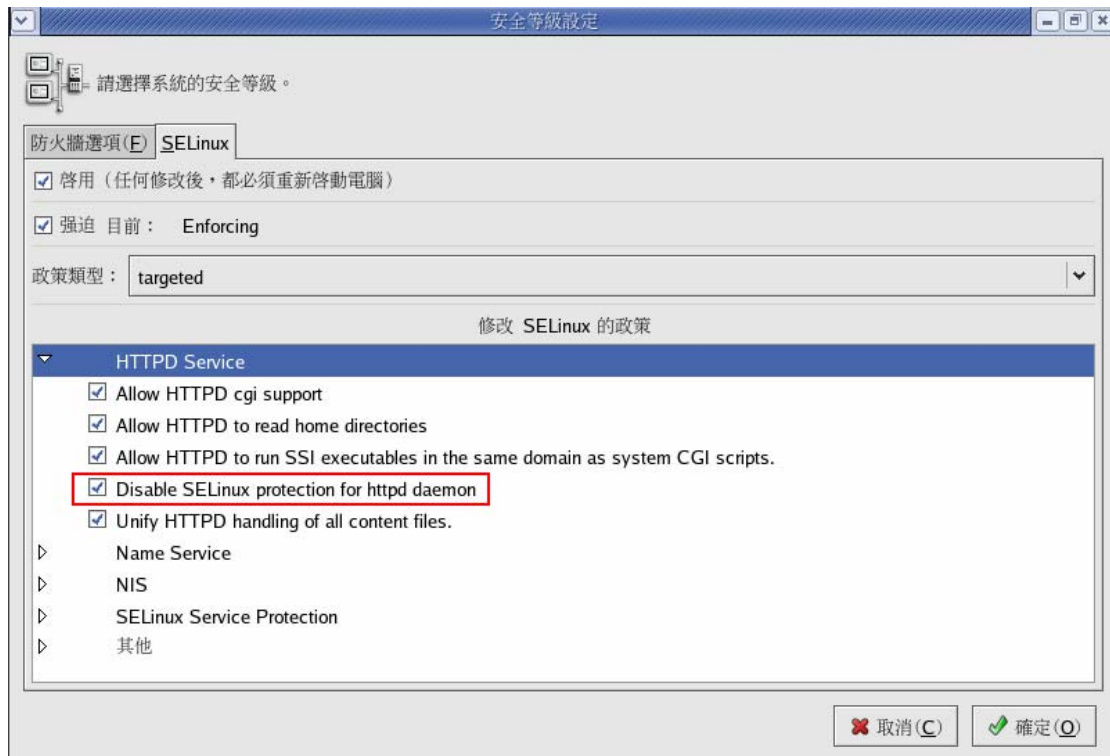 安全等級設定
請選擇系統的安全等級。
防火牆選項(F) SELinux
啓用（任何修改後，都必須重新啓動電腦）
强迫 目前： Enforcing
政策類型： targeted
修改 SELinux 的政策
HTTPD Service
Allow HTTPD cgi support
Allow HTTPD to read home directories
Allow HTTPD to run SSI executables in the same domain as system CGI scripts.
Disable SELinux protection for httpd daemon
Unify HTTPD handling of all content files.
Name Service
NIS
SELinux Service Protection
其他
取消(C) 確定(O)